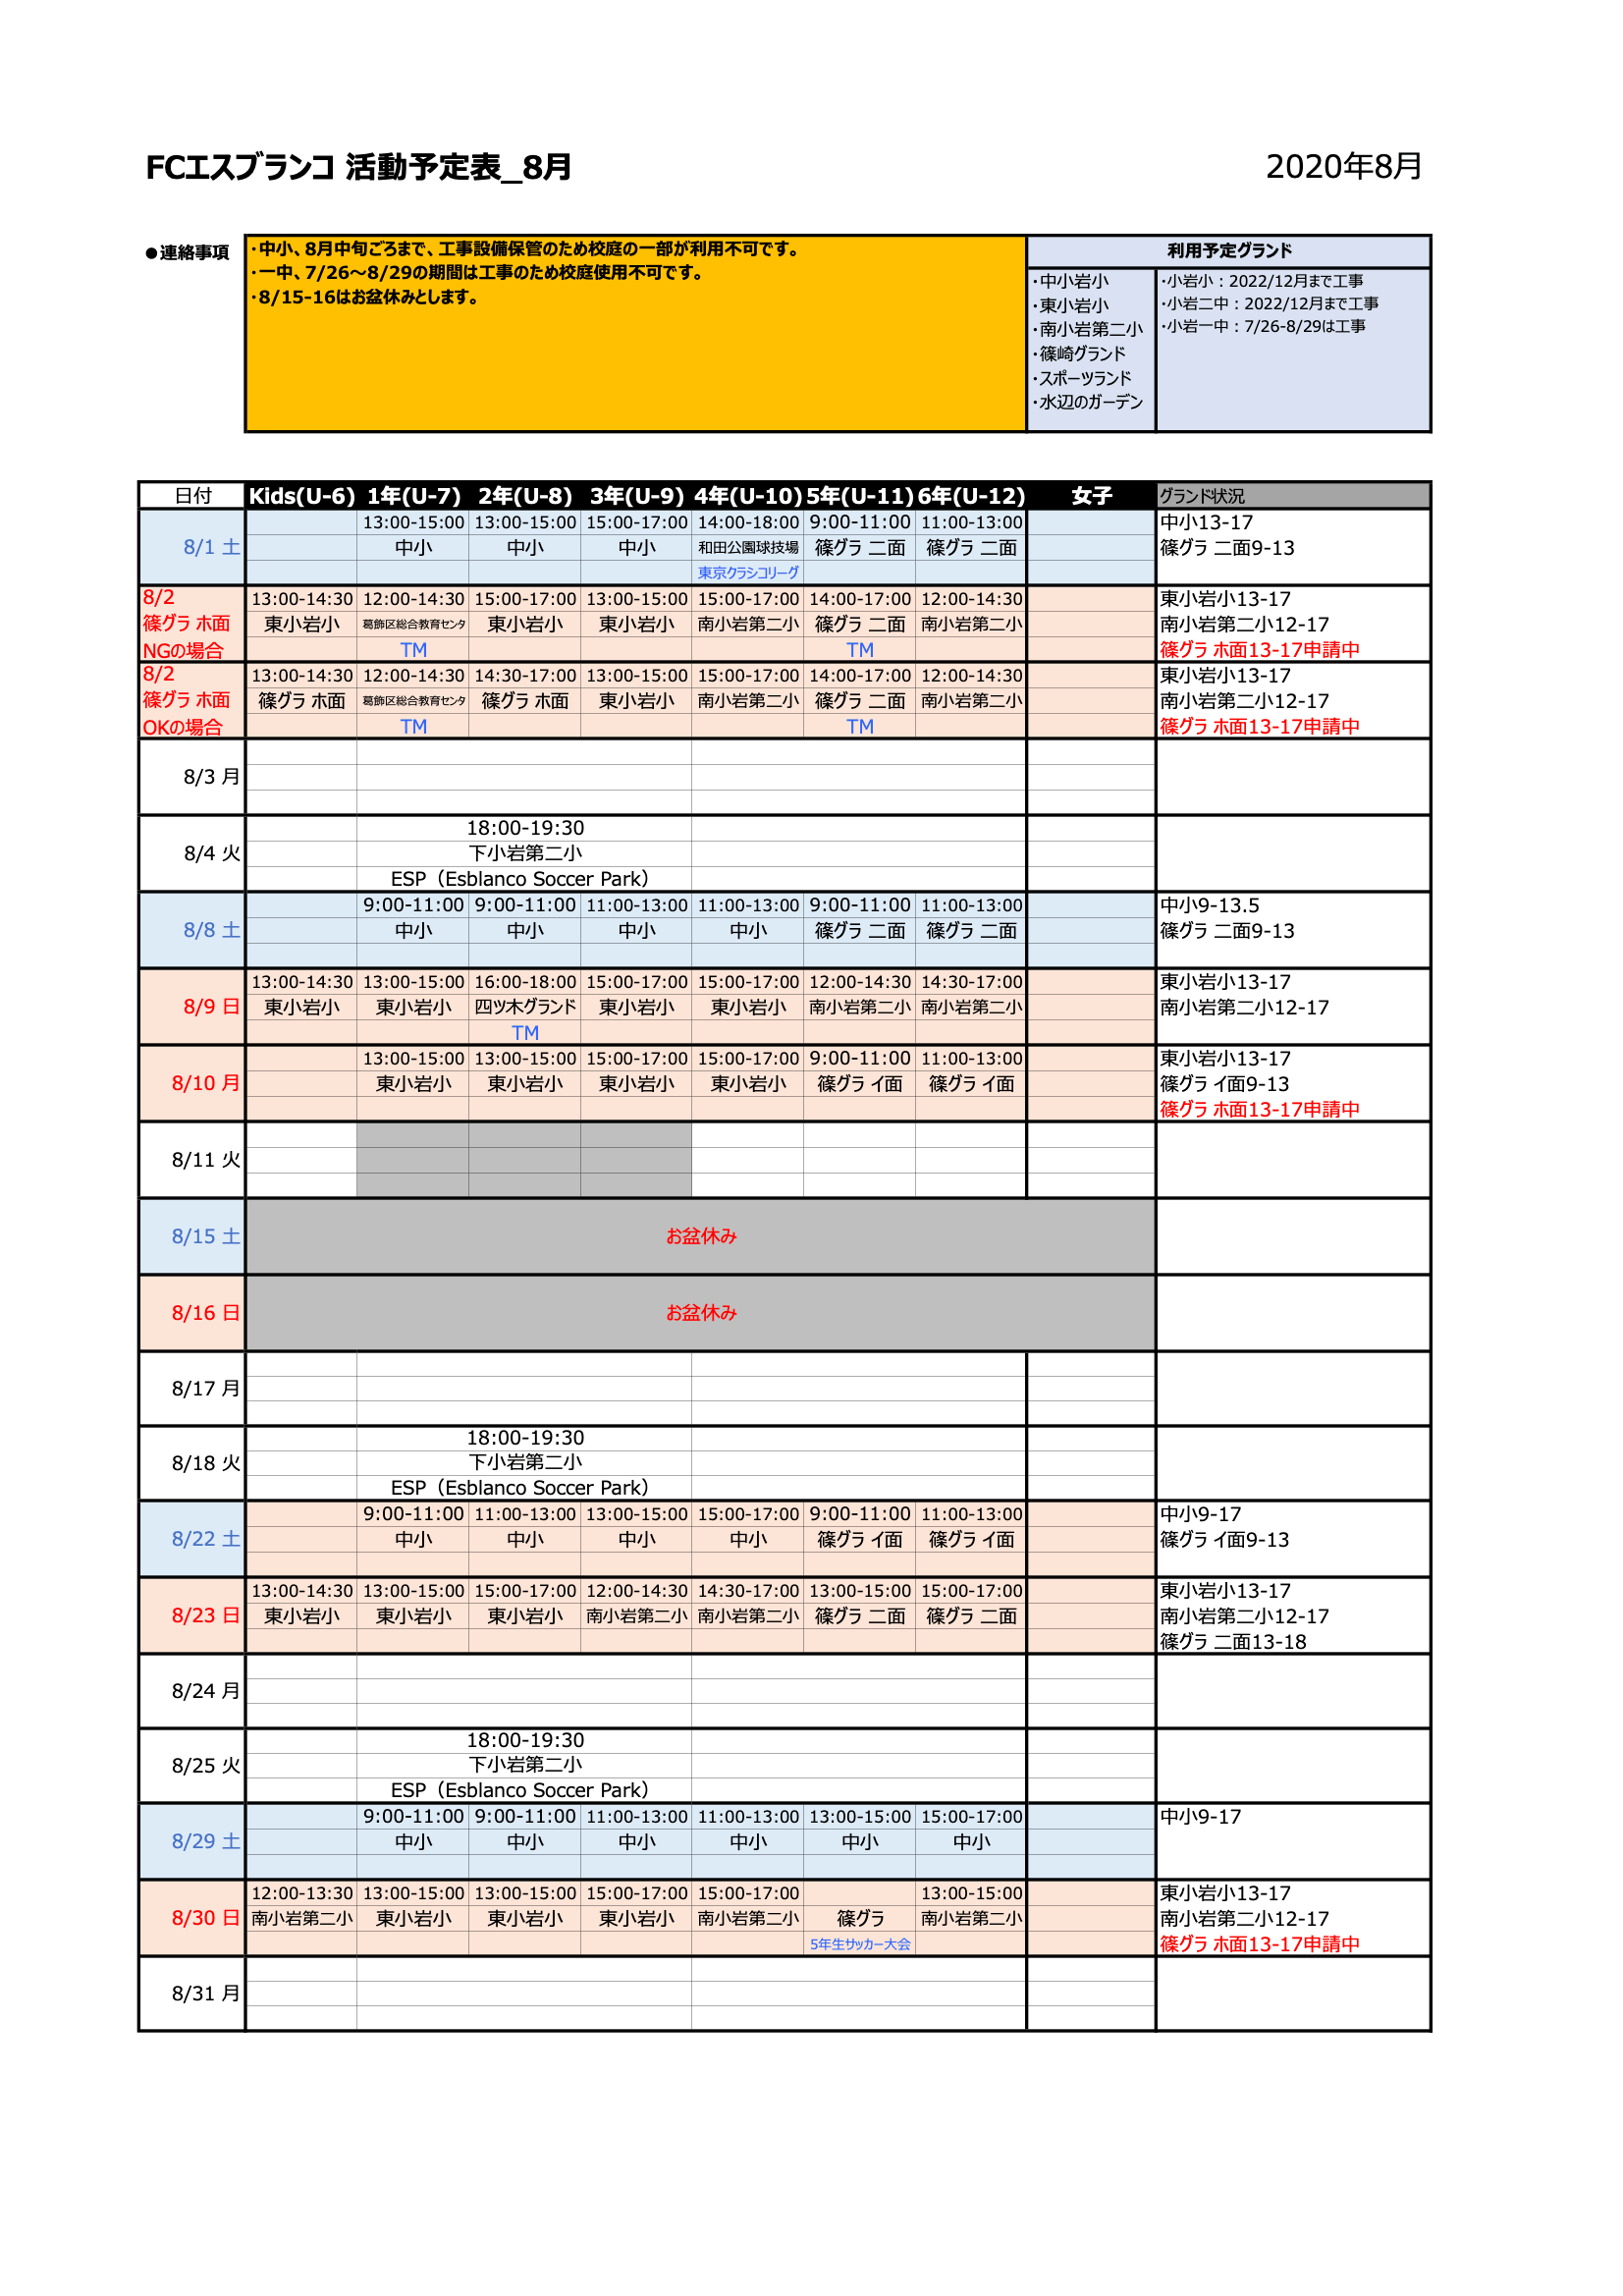 FCエスブランコ 活動予定表_8月 2020年8月
●連絡事項
・中小、8月中旬ごろまで、工事設備保管のため校庭の一部が利用不可です。
・一中、7/26～8/29の期間は工事のため校庭使用不可です。
・8/15-16はお盆休みとします。
利用予定グランド
・中小岩小
・東小岩小
・南小岩第二小
・篠崎グランド
・スポーツランド
・水辺のガーデン
・小岩小：2022/12月まで工事
・小岩二中：2022/12月まで工事
・小岩一中：7/26-8/29は工事
日付 Kids(U-6) 1年(U-7) 2年(U-8) 3年(U-9) 4年(U-10) 5年(U-11) 6年(U-12) 女子 グランド状況
13:00-15:00 13:00-15:00 15:00-17:00 14:00-18:00 9:00-11:00 11:00-13:00 中小13-17
8/1 土 中小 中小 中小 和田公園球技場 篠グラ 二面 篠グラ 二面 篠グラ 二面9-13
東京クラシコリーグ
8/2 13:00-14:30 12:00-14:30 15:00-17:00 13:00-15:00 15:00-17:00 14:00-17:00 12:00-14:30 東小岩小13-17
篠グラ ホ面 東小岩小 葛飾区総合教育センタ 東小岩小 東小岩小 南小岩第二小 篠グラ 二面 南小岩第二小 南小岩第二小12-17
NGの場合 TM TM 篠グラ ホ面13-17申請中
8/2 13:00-14:30 12:00-14:30 14:30-17:00 13:00-15:00 15:00-17:00 14:00-17:00 12:00-14:30 東小岩小13-17
篠グラ ホ面 篠グラ ホ面 葛飾区総合教育センタ 篠グラ ホ面 東小岩小 南小岩第二小 篠グラ 二面 南小岩第二小 南小岩第二小12-17
OKの場合 TM TM 篠グラ ホ面13-17申請中
8/3 月
18:00-19:30
8/4 火 下小岩第二小
ESP（Esblanco Soccer Park）
9:00-11:00 9:00-11:00 11:00-13:00 11:00-13:00 9:00-11:00 11:00-13:00 中小9-13.5
8/8 土 中小 中小 中小 中小 篠グラ 二面 篠グラ 二面 篠グラ 二面9-13
13:00-14:30 13:00-15:00 16:00-18:00 15:00-17:00 15:00-17:00 12:00-14:30 14:30-17:00 東小岩小13-17
8/9 日 東小岩小 東小岩小 四ツ木グランド 東小岩小 東小岩小 南小岩第二小 南小岩第二小 南小岩第二小12-17
TM
13:00-15:00 13:00-15:00 15:00-17:00 15:00-17:00 9:00-11:00 11:00-13:00 東小岩小13-17
8/10 月 東小岩小 東小岩小 東小岩小 東小岩小 篠グラ イ面 篠グラ イ面 篠グラ イ面9-13
篠グラ ホ面13-17申請中
8/11 火
8/15 土 お盆休み
8/16 日 お盆休み
8/17 月
18:00-19:30
8/18 火 下小岩第二小
ESP（Esblanco Soccer Park）
9:00-11:00 11:00-13:00 13:00-15:00 15:00-17:00 9:00-11:00 11:00-13:00 中小9-17
8/22 土 中小 中小 中小 中小 篠グラ イ面 篠グラ イ面 篠グラ イ面9-13
13:00-14:30 13:00-15:00 15:00-17:00 12:00-14:30 14:30-17:00 13:00-15:00 15:00-17:00 東小岩小13-17
8/23 日 東小岩小 東小岩小 東小岩小 南小岩第二小 南小岩第二小 篠グラ 二面 篠グラ 二面 南小岩第二小12-17
篠グラ 二面13-18
8/24 月
18:00-19:30
8/25 火 下小岩第二小
ESP（Esblanco Soccer Park）
9:00-11:00 9:00-11:00 11:00-13:00 11:00-13:00 13:00-15:00 15:00-17:00 中小9-17
8/29 土 中小 中小 中小 中小 中小 中小
12:00-13:30 13:00-15:00 13:00-15:00 15:00-17:00 15:00-17:00 13:00-15:00 東小岩小13-17
8/30 日 南小岩第二小 東小岩小 東小岩小 東小岩小 南小岩第二小 篠グラ 南小岩第二小 南小岩第二小12-17
5年生サッカー大会 篠グラ ホ面13-17申請中
8/31 月